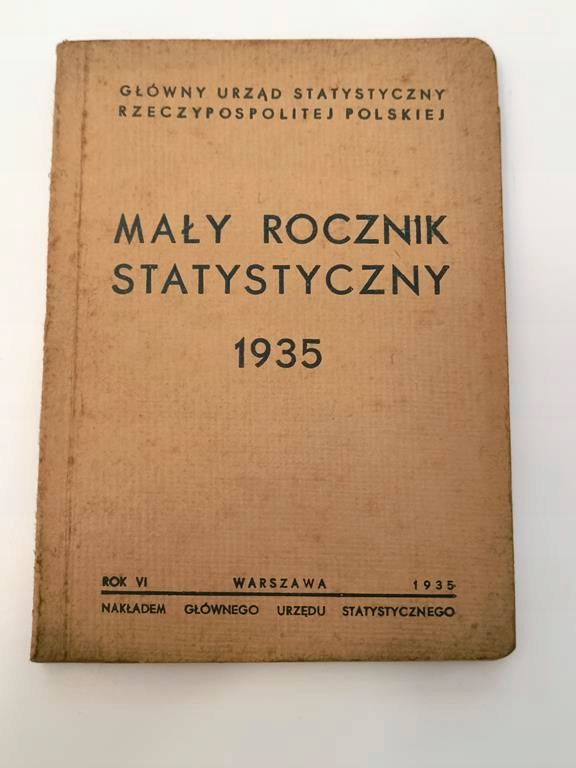 GŁÓWNY URZĄD STATYSTYCZNY
RZECZYPOSPOLITEJ POLSKIEJ
MAŁY ROCZNIK
STATYSTYCZNY
1935
ROK VI WARSZAWA 1935
NAKŁADEM GŁÓWNEGO URZĘDU STATYSTYCZNEGO